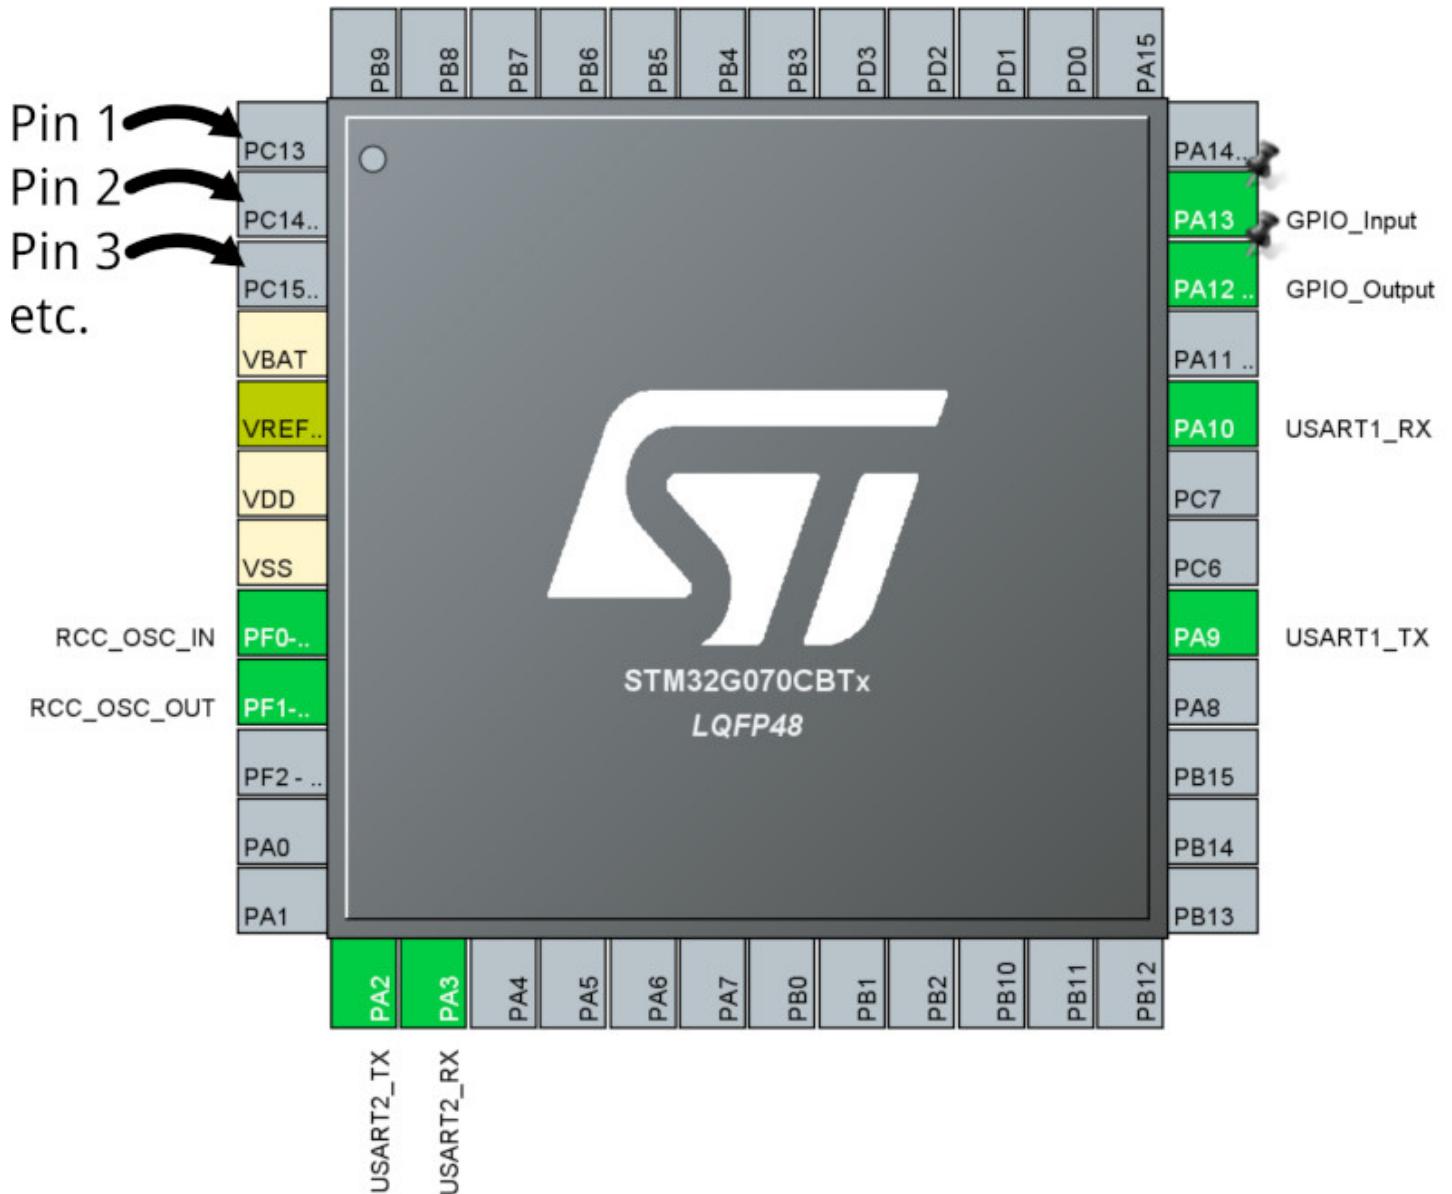 PB9 PB8 PB7 PB6 PB5 PB4 PB3 PD3 PD2 PD1 PD0 PA15
Pin 1
Pin 2
Pin 3
etc.
PC13
PC14..
PC15..
VBAT
VREF..
VDD
VSS
RCC_OSC_IN PF0-..
RCC_OSC_OUT PF1-..
PF2 - ..
PA0
PA1
ST
STM32G070CBTx
LQFP48
PA14..
PA13 GPIO_Input
PA12 .. GPIO_Output
PA11 ..
PA10 USART1_RX
PC7
PC6
PA9 USART1_TX
PA8
PB15
PB14
PB13
PA2 PA3 PA4 PA5 PA6 PA7 PB0 PB1 PB2 PB10 PB11 PB12
USART2_TX
USART2_RX